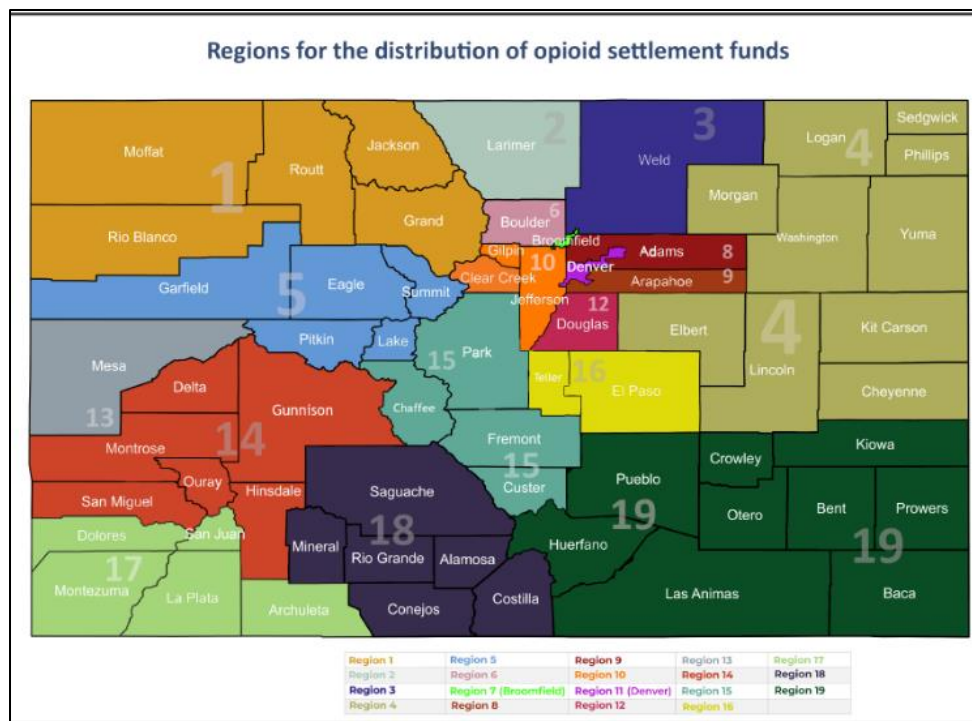 Regions for the distribution of opioid settlement funds
Moffat
Routt
Jackson
Larimer
2
3
Weld
Logan
4
Sedgwick
Phillips
1
Morgan
Rio Blanco
Grand
Boulder
6
Washington
Yuma
Broomfield
Gilpin
10
Denver
Adams
8
Garfield
5
Eagle
Summit
Clear Creek
Jefferson
Arapahoe
9
12
Douglas
Elbert
4
Kit Carson
Mesa
Pitkin
Lake
15
Park
Lincoln
Delta
Teller
16
El Paso
Cheyenne
13
Gunnison
Chaffee
Montrose
14
Fremont
Kiowa
Ouray
15
Crowley
San Miguel
Hinsdale
Saguache
Custer
Pueblo
19
Otero
Bent
Prowers
Dolores
San Juan
18
Mineral
Rio Grande
Alamosa
Huerfano
19
17
Montezuma
La Plata
Archuleta
Conejos
Costilla
Las Animas
Baca
Region 1 Region 5 Region 9 Region 13 Region 17
Region 2 Region 6 Region 10 Region 14 Region 18
Region 3 Region 7 (Broomfield) Region 11 (Denver) Region 15 Region 19
Region 4 Region 8 Region 12 Region 16